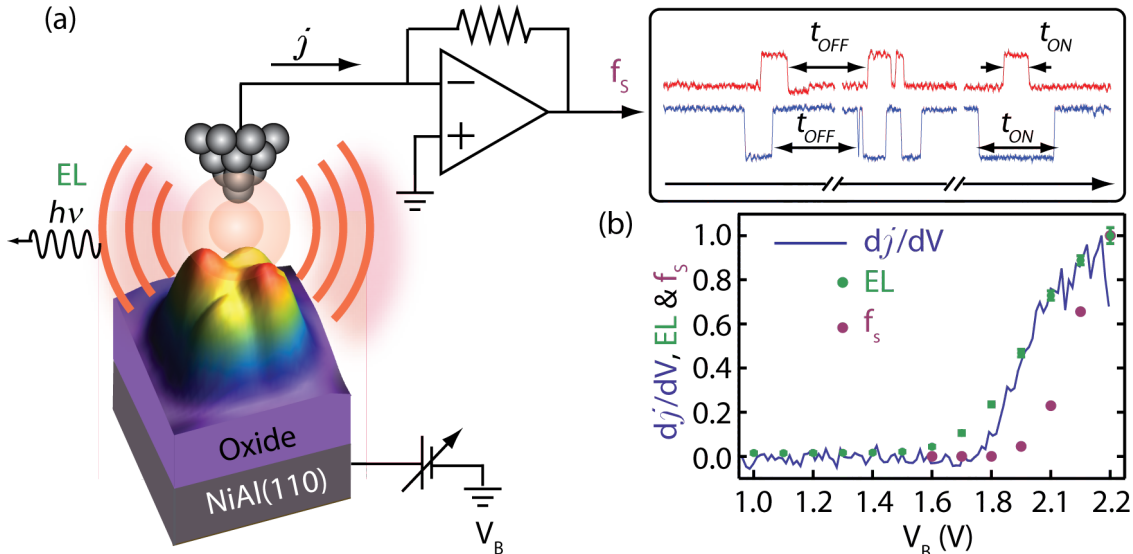 (a)
j
f_s
t_OFF
t_ON
t_OFF
t_ON
EL
hν
Oxide
NiAl(110)
V_B
(b)
dj/dV
EL
f_s
dj/dV, EL & f_s
1.0
0.8
0.6
0.4
0.2
0.0
1.0 1.2 1.4 1.6 1.8 2.1 2.2
V_B (V)